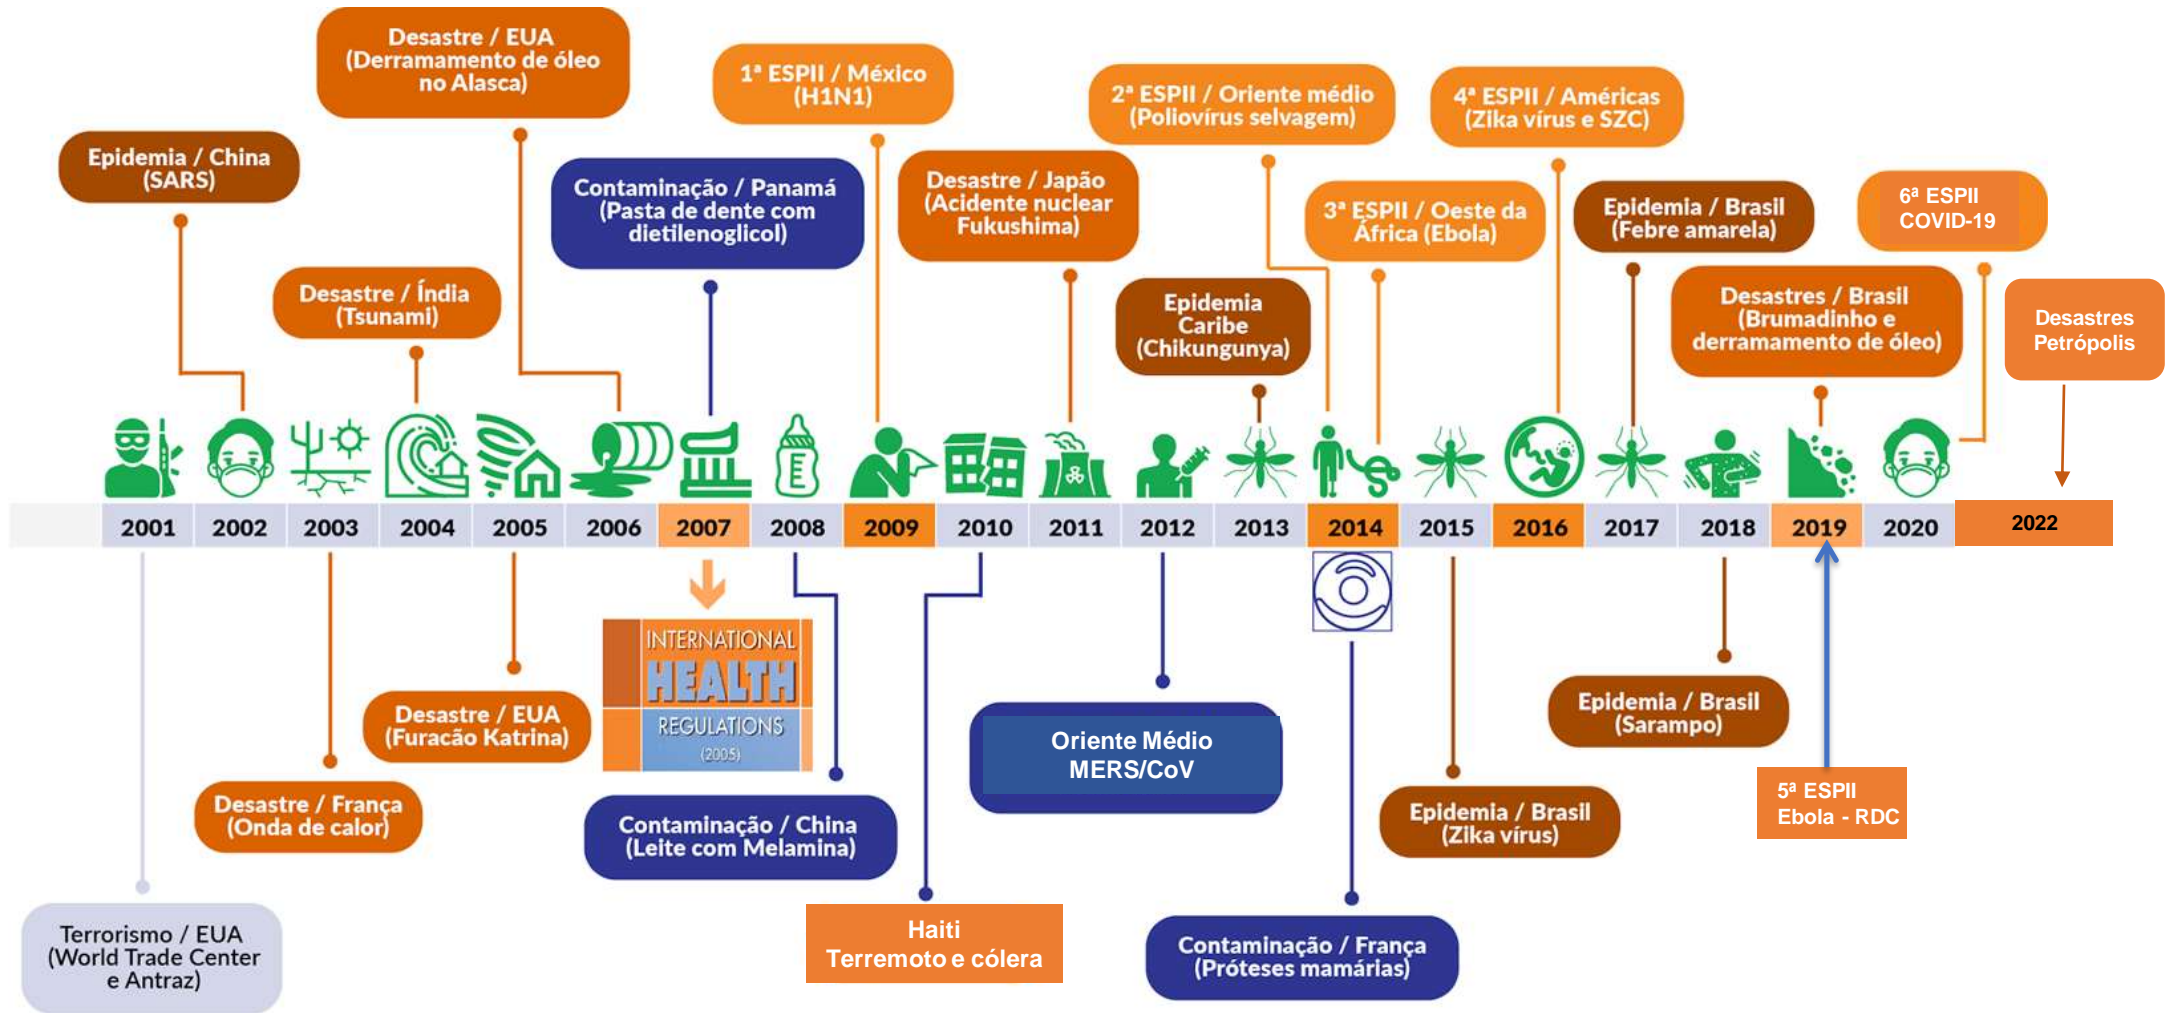 Desastre / EUA
(Derramamento de óleo
no Alasca)
1ª ESPII / México
(H1N1)
2ª ESPII / Oriente médio
(Poliovírus selvagem)
4ª ESPII / Américas
(Zika vírus e SZC)
Epidemia / China
(SARS)
Contaminação / Panamá
(Pasta de dente com
dietilenoglicol)
Desastre / Japão
(Acidente nuclear
Fukushima)
3ª ESPII / Oeste da
África (Ebola)
Epidemia / Brasil
(Febre amarela)
6ª ESPII
COVID-19
Desastre / Índia
(Tsunami)
Epidemia
Caribe
(Chikungunya)
Desastres / Brasil
(Brumadinho e
derramamento de óleo)
Desastres
Petrópolis
2001 2002 2003 2004 2005 2006 2007 2008 2009 2010 2011 2012 2013 2014 2015 2016 2017 2018 2019 2020 2022
INTERNATIONAL
HEALTH
REGULATIONS
(2005)
Desastre / EUA
(Furacão Katrina)
Oriente Médio
MERS/CoV
Epidemia / Brasil
(Sarampo)
Desastre / França
(Onda de calor)
Contaminação / China
(Leite com Melamina)
Epidemia / Brasil
(Zika vírus)
5ª ESPII
Ebola - RDC
Terrorismo / EUA
(World Trade Center
e Antraz)
Haiti
Terremoto e cólera
Contaminação / França
(Próteses mamárias)